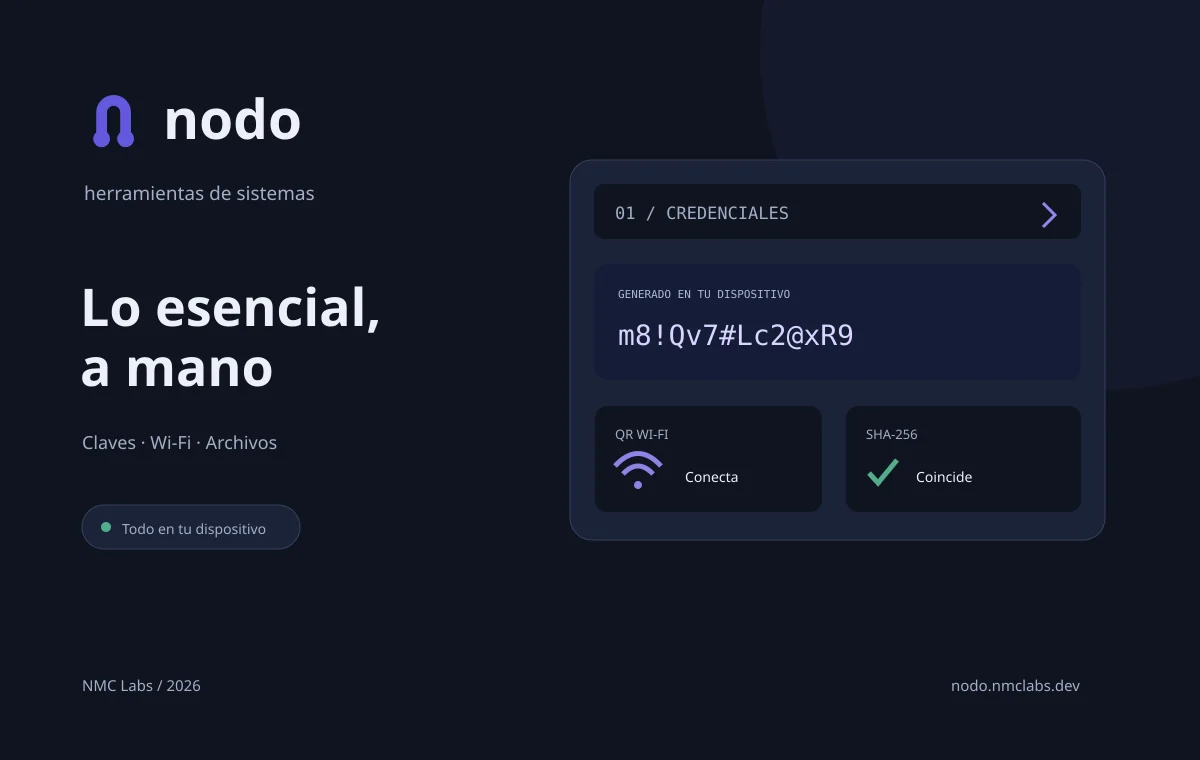 nodo
herramientas de sistemas
Lo esencial,
a mano
Claves · Wi-Fi · Archivos
Todo en tu dispositivo
01 / CREDENCIALES
GENERADO EN TU DISPOSITIVO
m8!Qv7#Lc2@xR9
QR WI-FI
Conecta
SHA-256
Coincide
NMC Labs / 2026
nodo.nmclabs.dev